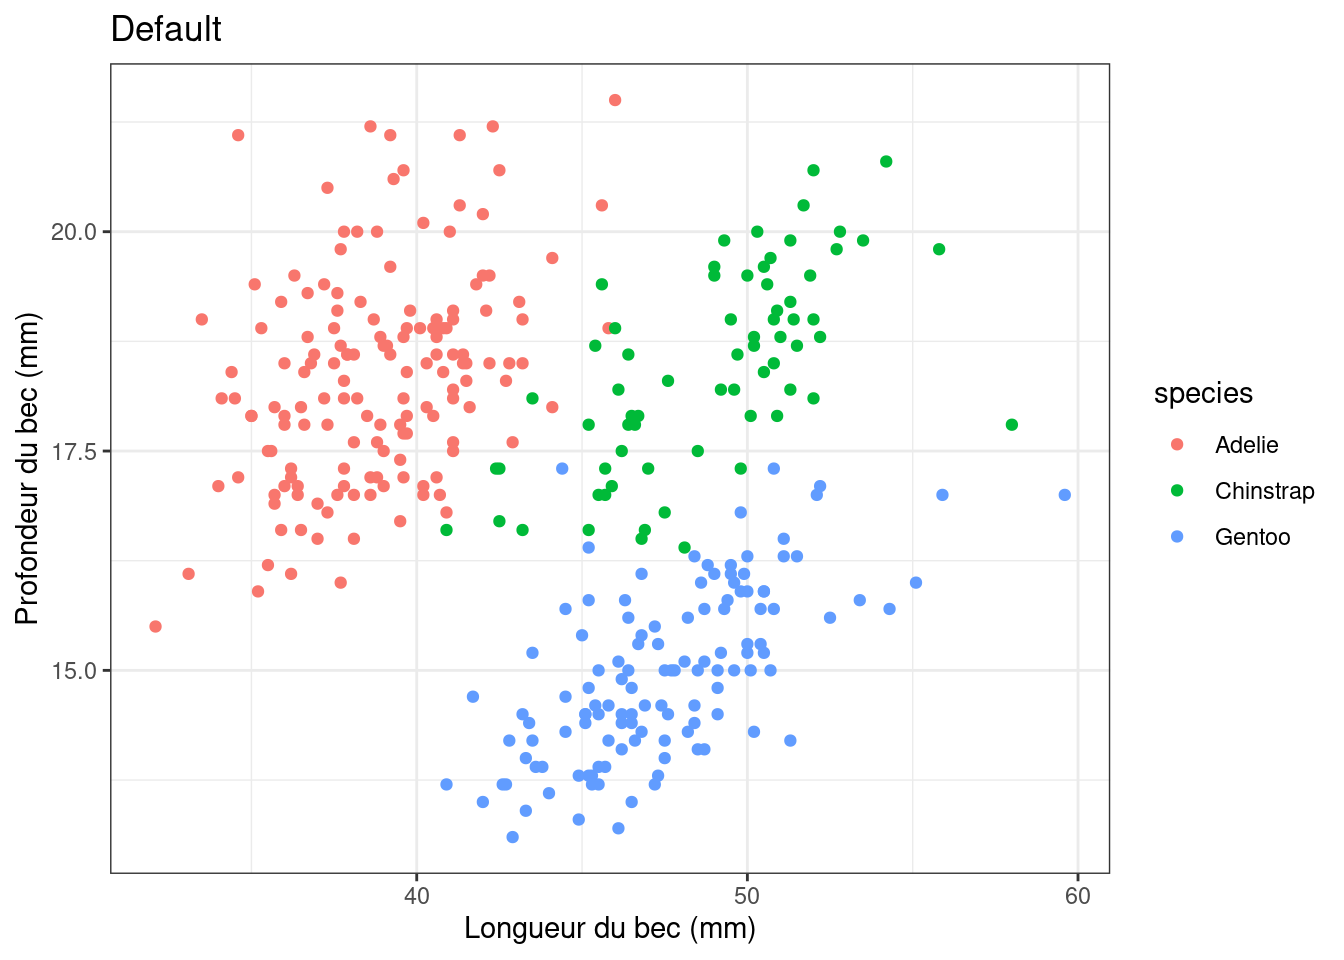 Default
Profondeur du bec (mm)
20.0
17.5
15.0
40
50
60
Longueur du bec (mm)
species
Adelie
Chinstrap
Gentoo